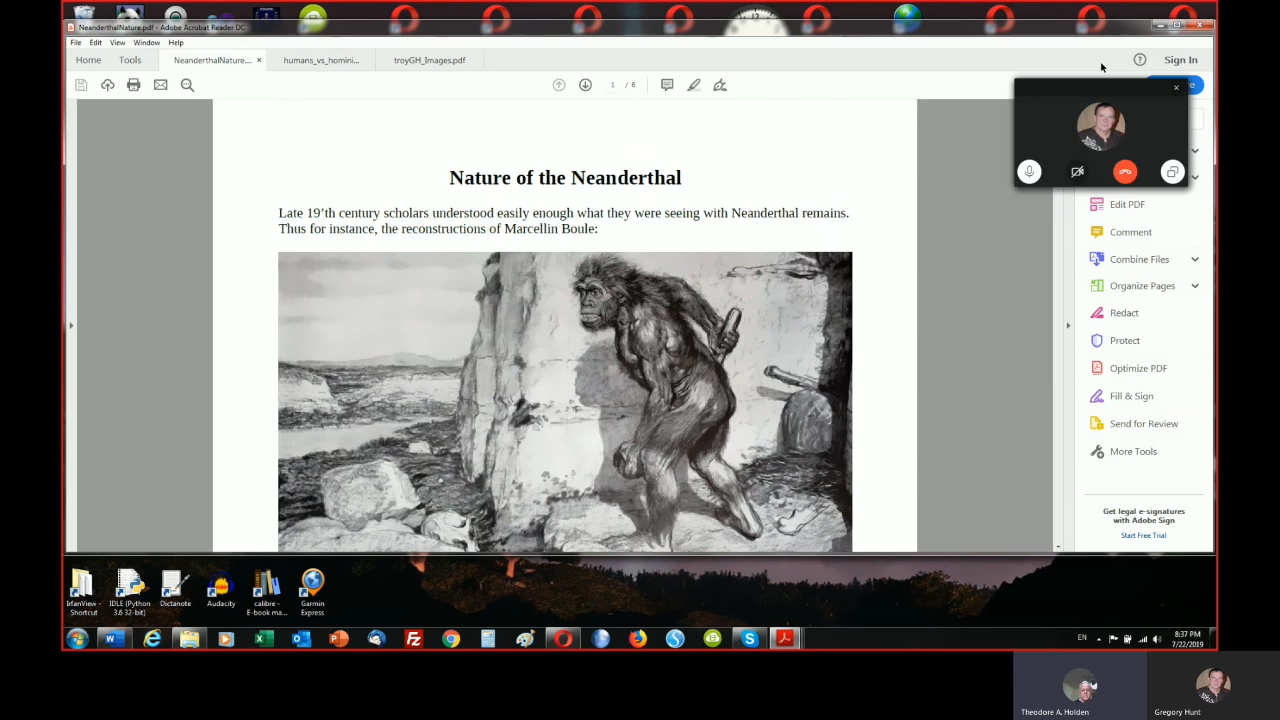 NeanderthalNature.pdf - Adobe Acrobat Reader DC
File Edit View Window Help
Home Tools NeanderthalNature... × humans_vs_homini... troyGH_Images.pdf Sign In
1 / 6
Nature of the Neanderthal
Late 19'th century scholars understood easily enough what they were seeing with Neanderthal remains.
Thus for instance, the reconstructions of Marcellin Boule:
Edit PDF
Comment
Combine Files
Organize Pages
Redact
Protect
Optimize PDF
Fill & Sign
Send for Review
More Tools
Get legal e-signatures
with Adobe Sign
Start Free Trial
IrfanView -
Shortcut
IDLE (Python
3.6 32-bit)
Dictanote
Audacity
calibre -
E-book ma...
Garmin
Express
EN
8:37 PM
7/22/2019
Theodore A. Holden
Gregory Hunt